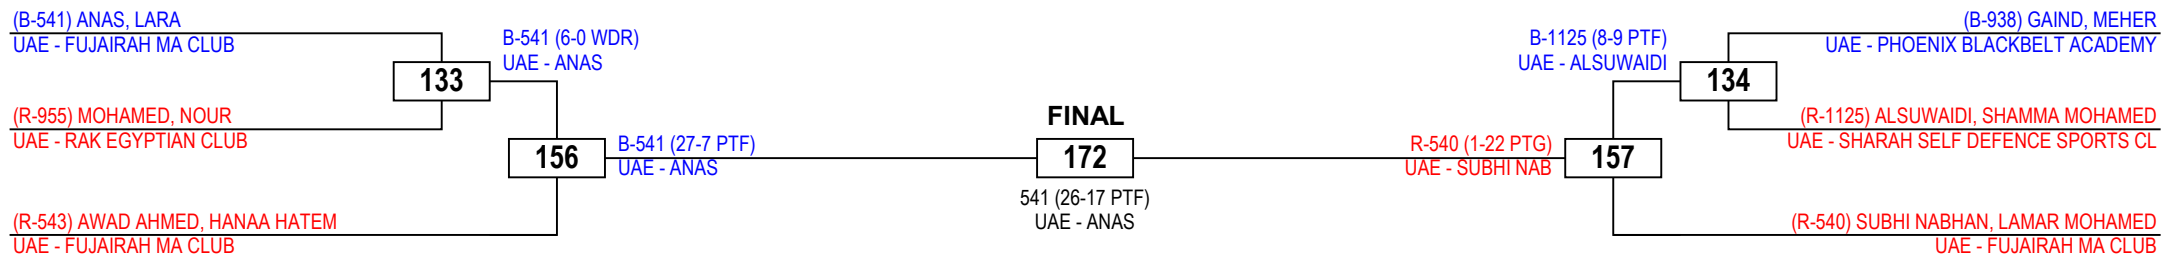 (B-541) ANAS, LARA
UAE - FUJAIRAH MA CLUB
B-541 (6-0 WDR)
UAE - ANAS
133
(R-955) MOHAMED, NOUR
UAE - RAK EGYPTIAN CLUB
156
B-541 (27-7 PTF)
UAE - ANAS
(R-543) AWAD AHMED, HANAA HATEM
UAE - FUJAIRAH MA CLUB
FINAL
172
541 (26-17 PTF)
UAE - ANAS
(B-938) GAIND, MEHER
UAE - PHOENIX BLACKBELT ACADEMY
B-1125 (8-9 PTF)
UAE - ALSUWAIDI
134
(R-1125) ALSUWAIDI, SHAMMA MOHAMED
UAE - SHARAH SELF DEFENCE SPORTS CL
R-540 (1-22 PTG)
UAE - SUBHI NAB
157
(R-540) SUBHI NABHAN, LAMAR MOHAMED
UAE - FUJAIRAH MA CLUB